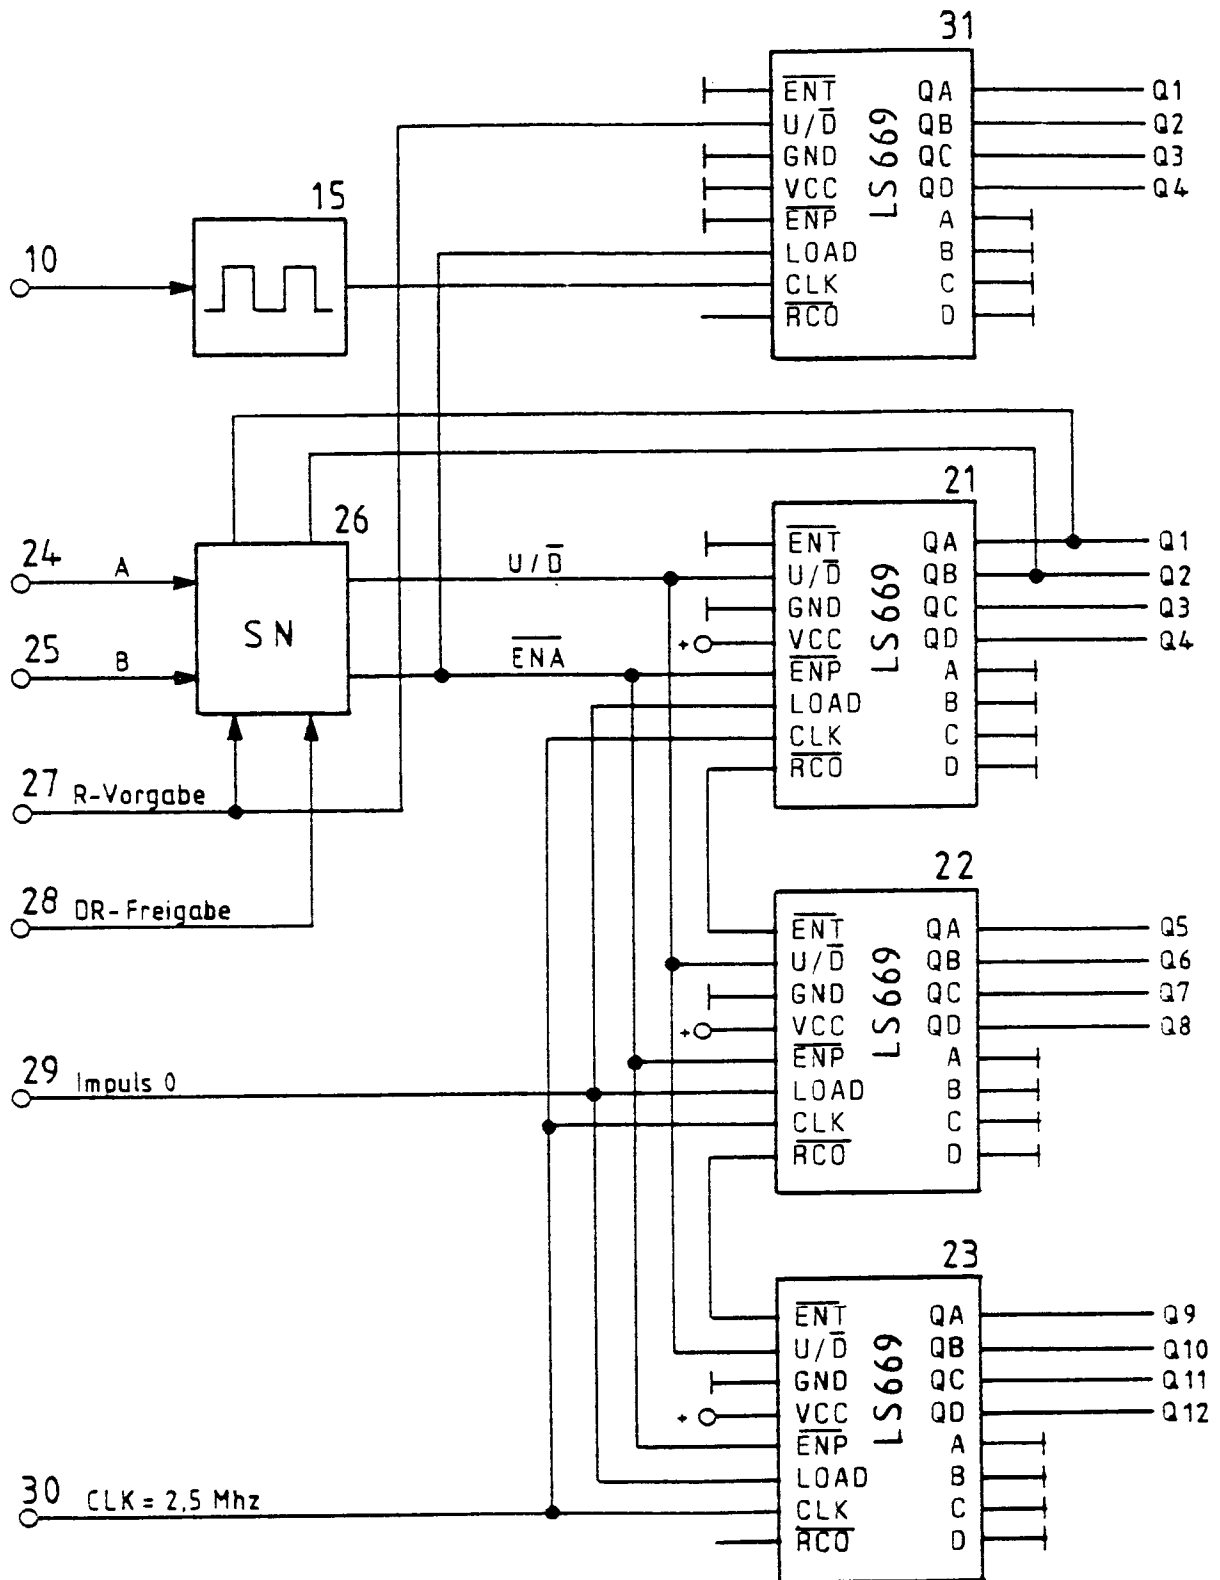 31
ENT QA Q1
U/D QB Q2
GND QC Q3
VCC QD Q4
ENP A
LOAD B
CLK C
RCO D
LS669
15
10
21
ENT QA Q1
U/D QB Q2
GND QC Q3
+ VCC QD Q4
ENP A
LOAD B
CLK C
RCO D
LS669
26
24 A
25 B
SN
U/D
ENA
27 R-Vorgabe
28 DR-Freigabe
22
ENT QA Q5
U/D QB Q6
GND QC Q7
+ VCC QD Q8
ENP A
LOAD B
CLK C
RCO D
LS669
29 Impuls 0
23
ENT QA Q9
U/D QB Q10
GND QC Q11
+ VCC QD Q12
ENP A
LOAD B
CLK C
RCO D
LS669
30 CLK = 2,5 Mhz